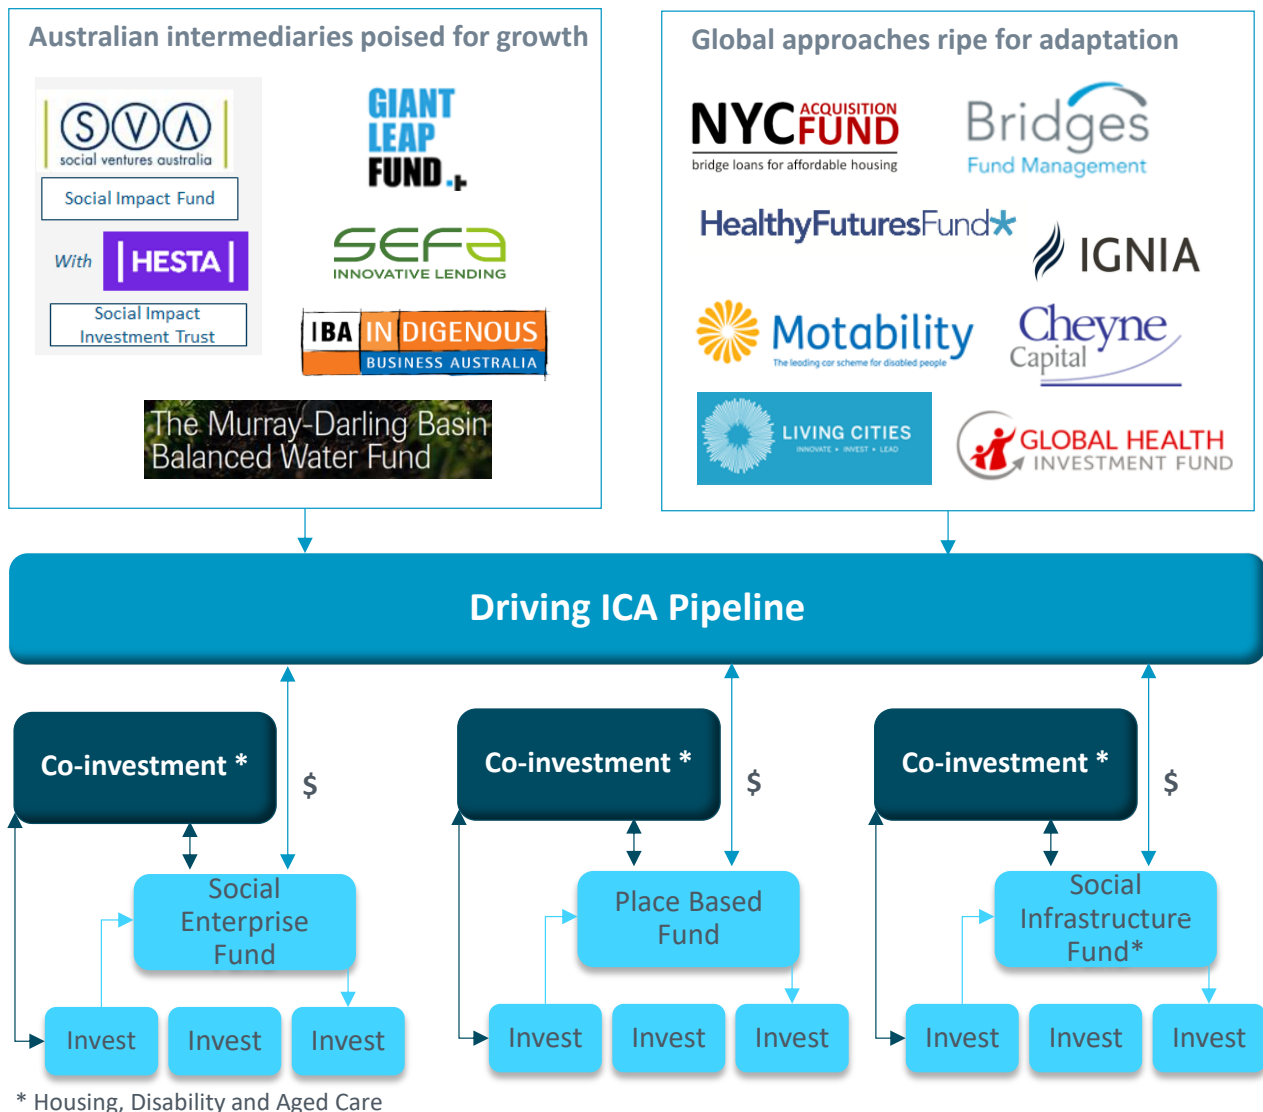 Australian intermediaries poised for growth
SVA
social ventures australia
Social Impact Fund
With
HESTA
Social Impact
Investment Trust
GIANT
LEAP
FUND
SEFA
INNOVATIVE LENDING
IBA INDIGENOUS
BUSINESS AUSTRALIA
The Murray-Darling Basin
Balanced Water Fund
Global approaches ripe for adaptation
NYC ACQUISITION FUND
bridge loans for affordable housing
Bridges
Fund Management
HealthyFuturesFund*
IGNIA
Motability
The leading car scheme for disabled people
Cheyne
Capital
LIVING CITIES
INNOVATE • INVEST • LEAD
GLOBAL HEALTH
INVESTMENT FUND
Driving ICA Pipeline
Co-investment *
$
Co-investment *
$
Co-investment *
$
Social
Enterprise
Fund
Place Based
Fund
Social
Infrastructure
Fund*
Invest Invest Invest
Invest Invest Invest
Invest Invest Invest
* Housing, Disability and Aged Care